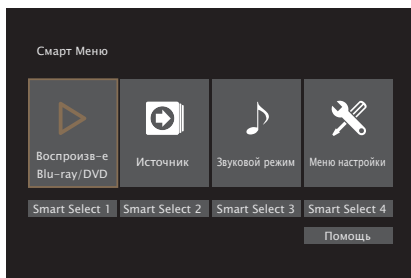 Смарт Меню
Воспроизв-е
Blu-ray/DVD
Источник
Звуковой режим
Меню настройки
Smart Select 1
Smart Select 2
Smart Select 3
Smart Select 4
Помощь